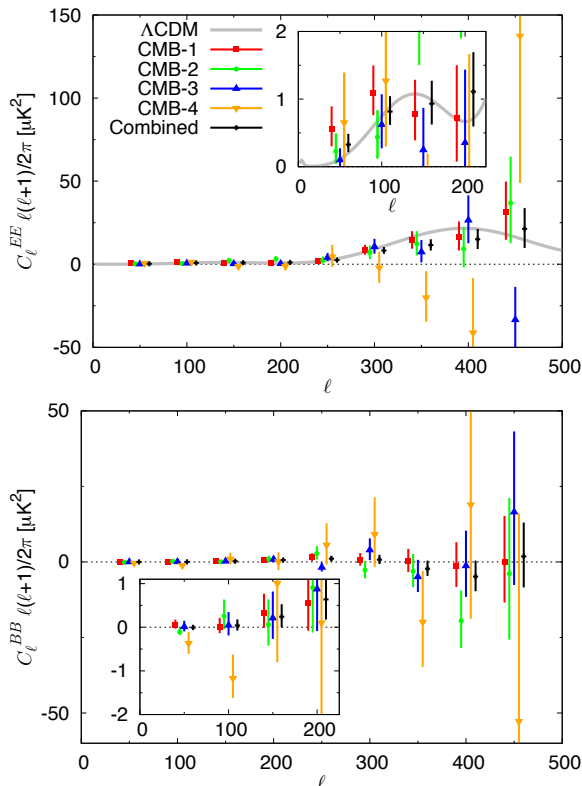 C_ℓ^{EE} ℓ(ℓ+1)/2π [μK²]
150
100
50
0
-50
ΛCDM
CMB-1
CMB-2
CMB-3
CMB-4
Combined
2
1
0
0 100 200
ℓ
0 100 200 300 400 500
ℓ
C_ℓ^{BB} ℓ(ℓ+1)/2π [μK²]
50
0
-50
1
0
-1
-2
0 100 200
0 100 200 300 400 500
ℓ